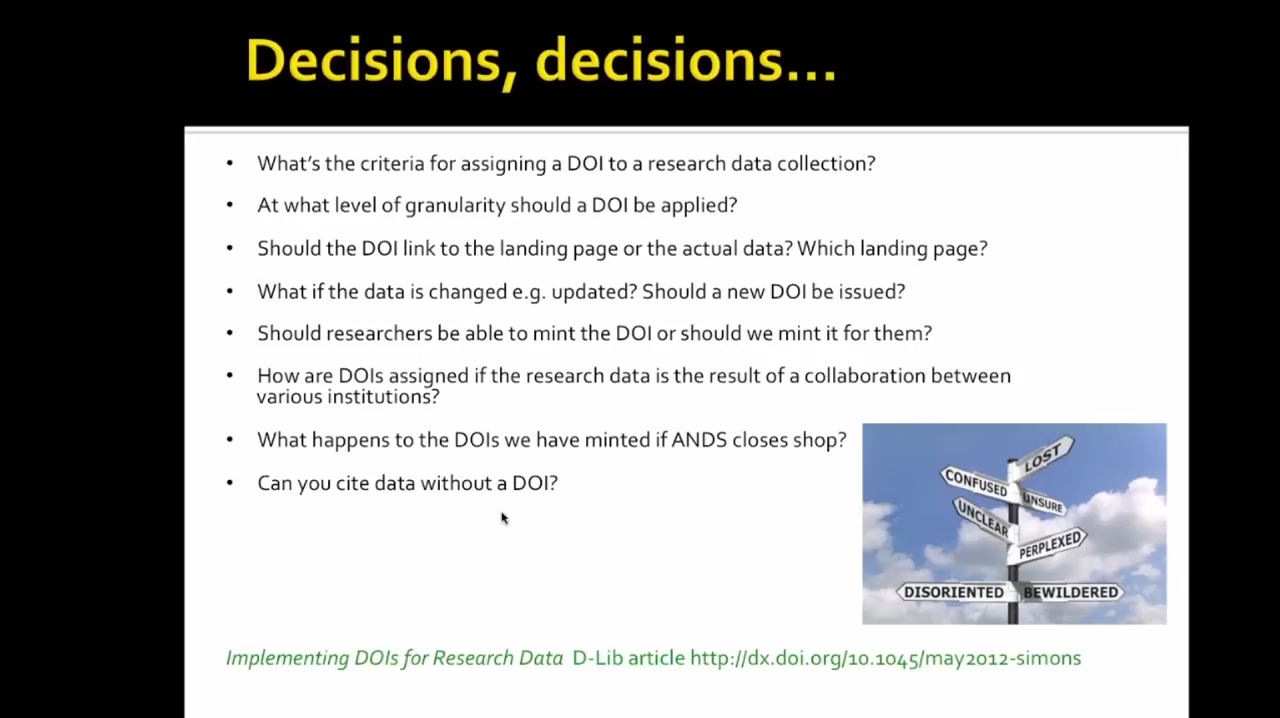 Decisions, decisions...
• What's the criteria for assigning a DOI to a research data collection?
• At what level of granularity should a DOI be applied?
• Should the DOI link to the landing page or the actual data? Which landing page?
• What if the data is changed e.g. updated? Should a new DOI be issued?
• Should researchers be able to mint the DOI or should we mint it for them?
• How are DOIs assigned if the research data is the result of a collaboration between
various institutions?
• What happens to the DOIs we have minted if ANDS closes shop?
• Can you cite data without a DOI?
LOST
CONFUSED
UNSURE
UNCLEAR
PERPLEXED
DISORIENTED BEWILDERED
Implementing DOIs for Research Data D-Lib article http://dx.doi.org/10.1045/may2012-simons